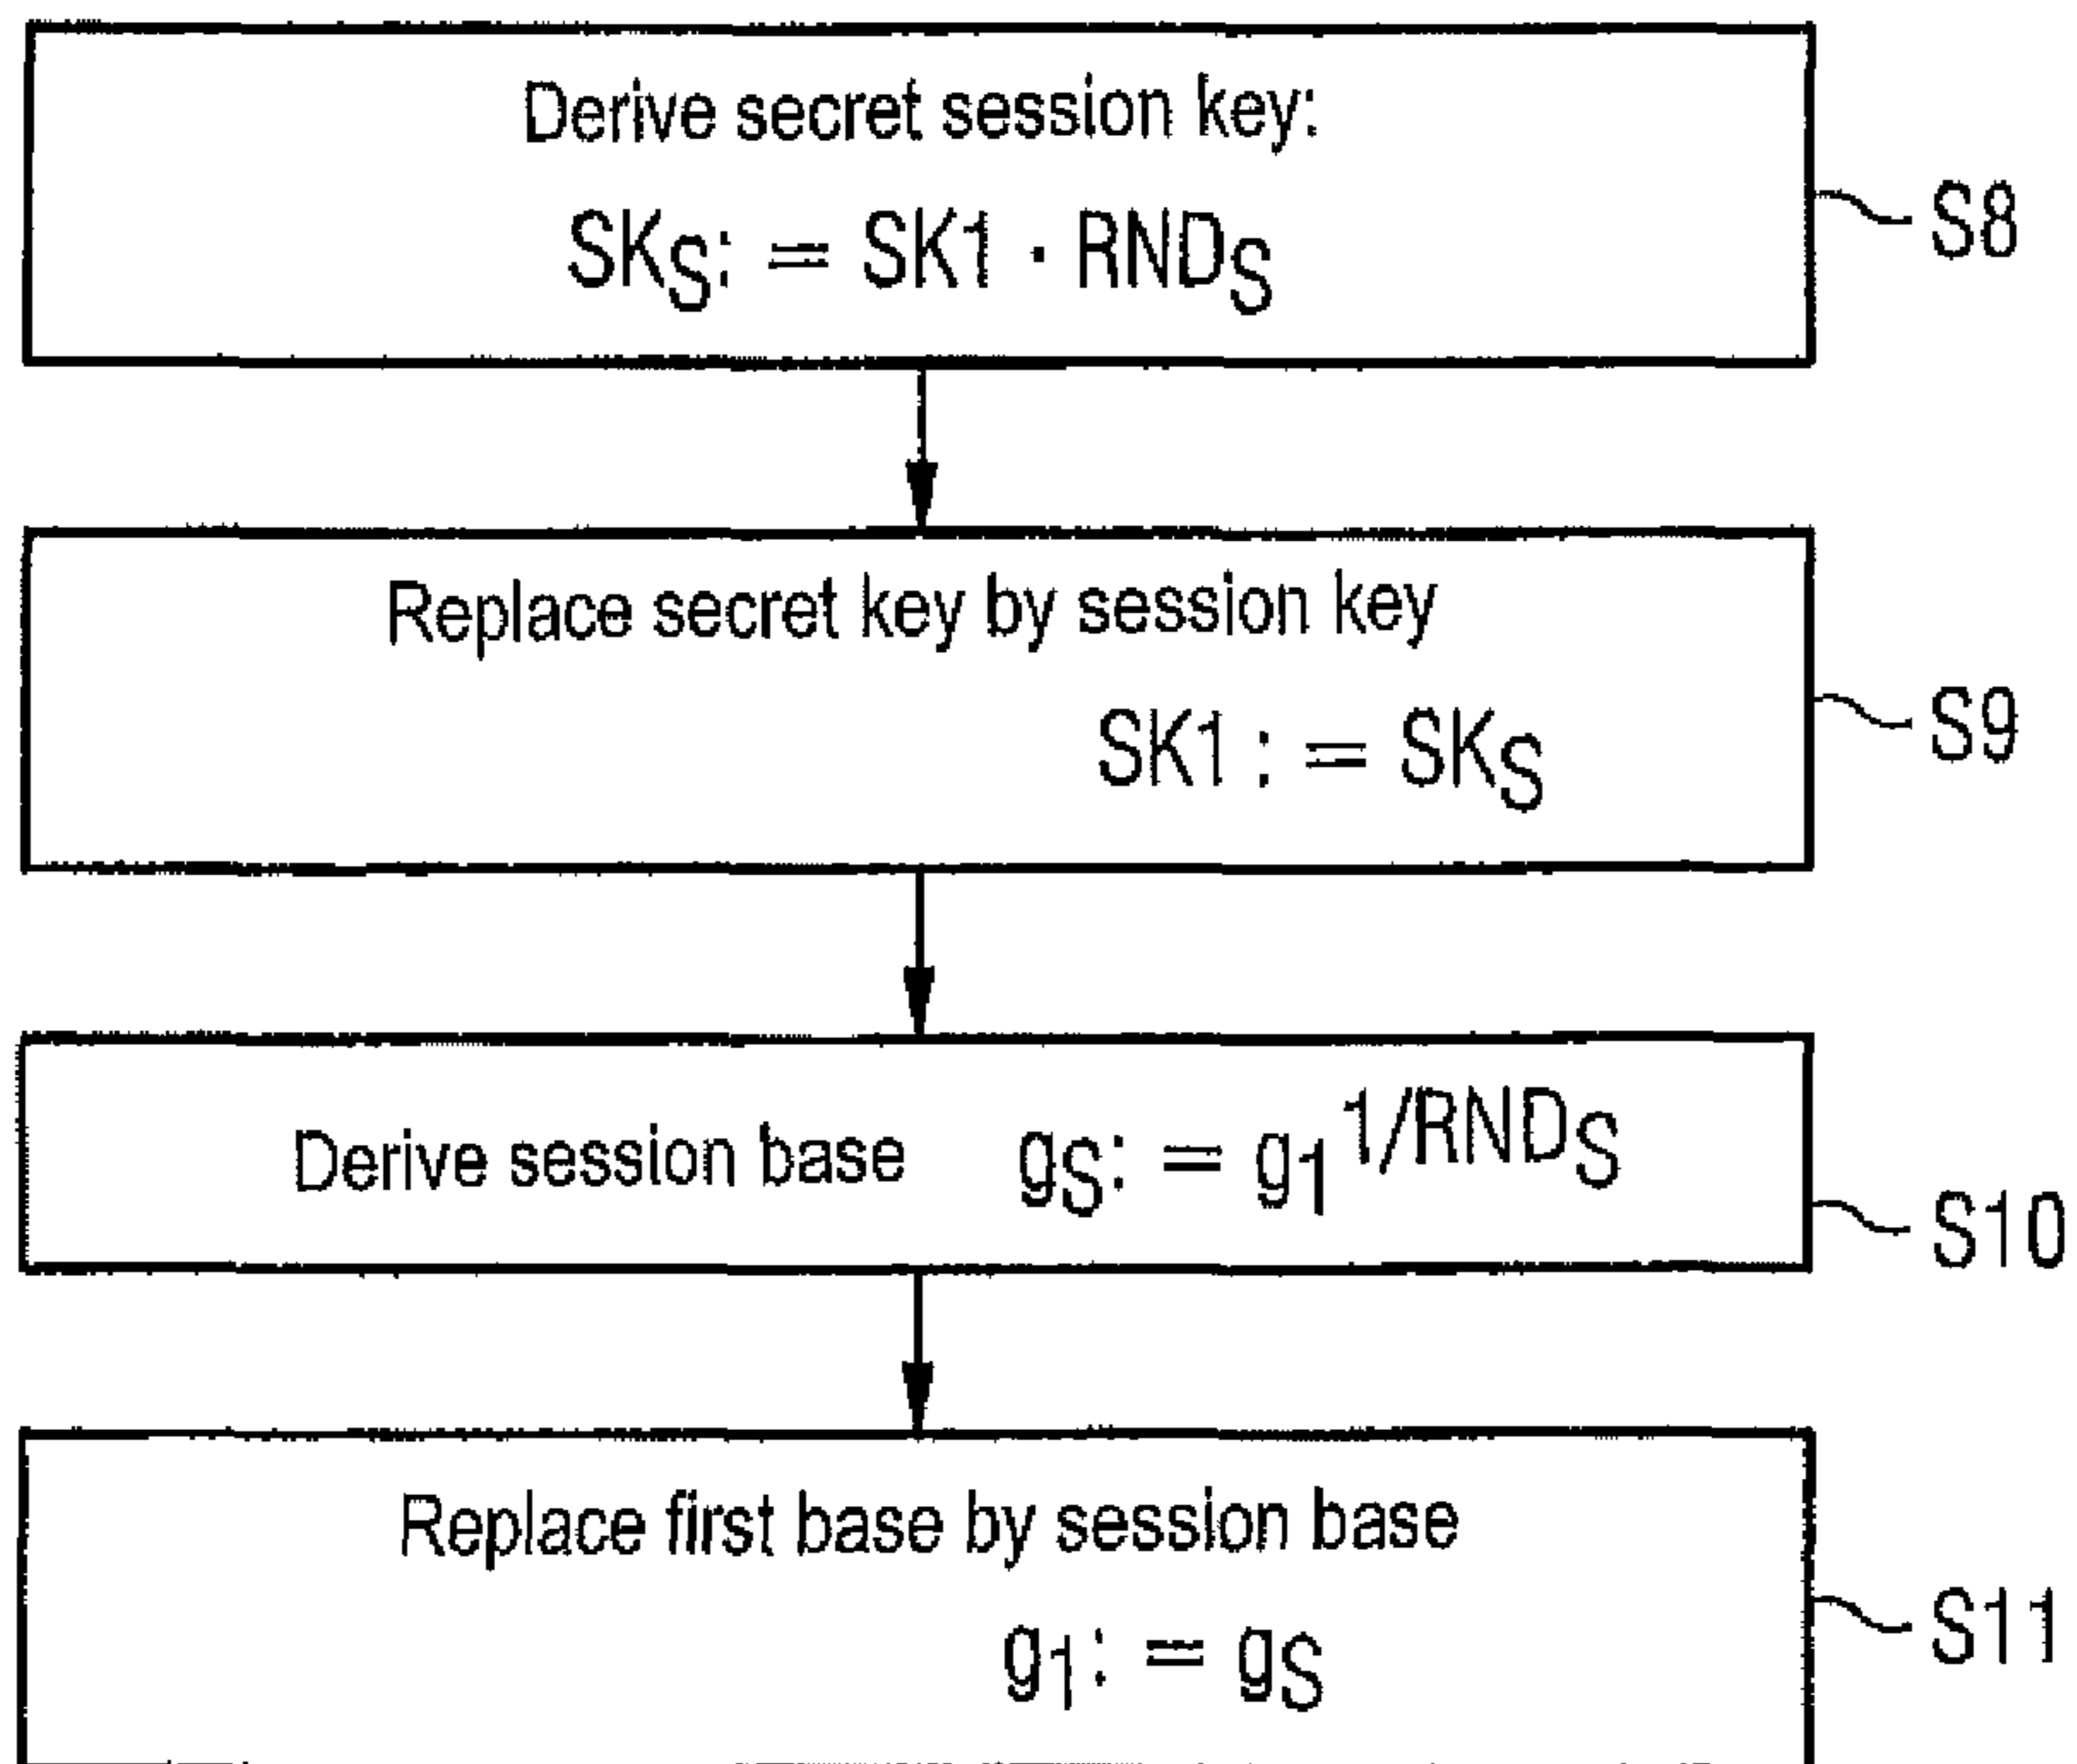 Derive secret session key:
SKS: = SK1 · RNDS
S8
Replace secret key by session key
SK1 : = SKS
S9
Derive session base gS: = g1 1/RNDS
S10
Replace first base by session base
g1: = gS
S11